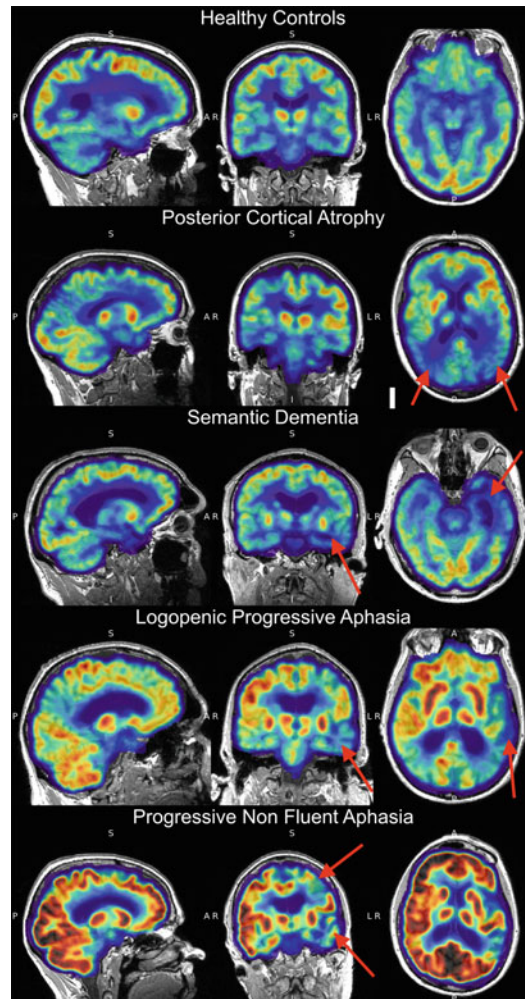 Healthy Controls
S S A
P A R L R
P
Posterior Cortical Atrophy
S S A
P A R L R
I
Semantic Dementia
S S
P A R L R
Logopenic Progressive Aphasia
S S A
P A R L R
Progressive Non Fluent Aphasia
S S
P A R L R